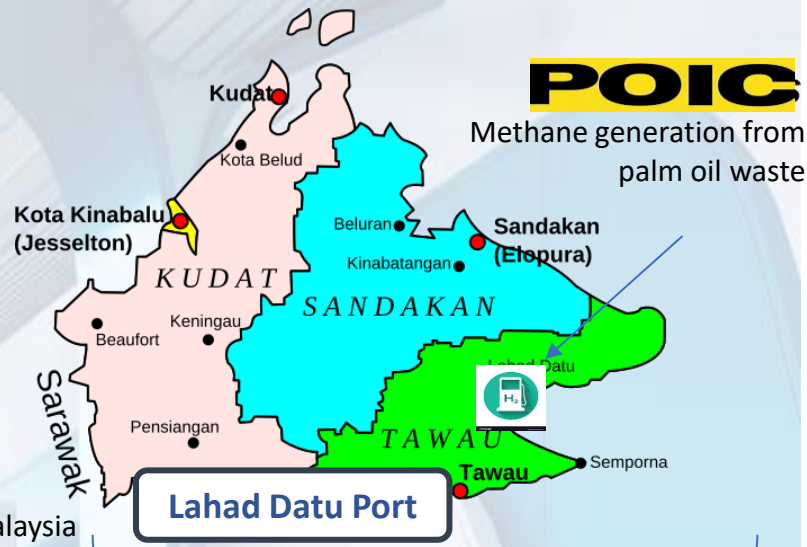 POIC
Methane generation from
palm oil waste
Kudat
Kota Belud
Kota Kinabalu
(Jesselton)
Beluran
Sandakan
(Elopura)
Kinabatangan
KUDAT
SANDAKAN
Keningau
Beaufort
Lahad Datu
H₂
Sarawak
Pensiangan
TAWAU
Semporna
Tawau
Lahad Datu Port